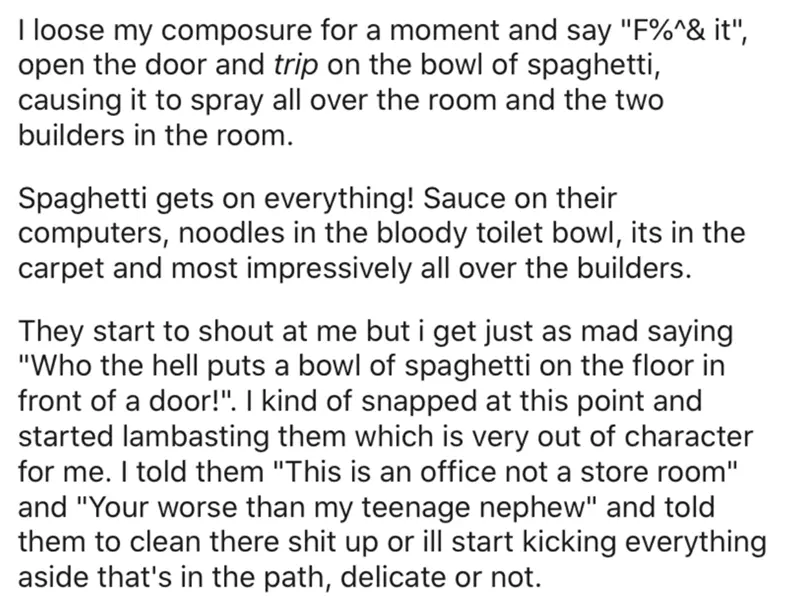 I loose my composure for a moment and say "F%^& it",
open the door and trip on the bowl of spaghetti,
causing it to spray all over the room and the two
builders in the room.
Spaghetti gets on everything! Sauce on their
computers, noodles in the bloody toilet bowl, its in the
carpet and most impressively all over the builders.
They start to shout at me but i get just as mad saying
"Who the hell puts a bowl of spaghetti on the floor in
front of a door!". I kind of snapped at this point and
started lambasting them which is very out of character
for me. I told them "This is an office not a store room"
and "Your worse than my teenage nephew" and told
them to clean there shit up or ill start kicking everything
aside that's in the path, delicate or not.